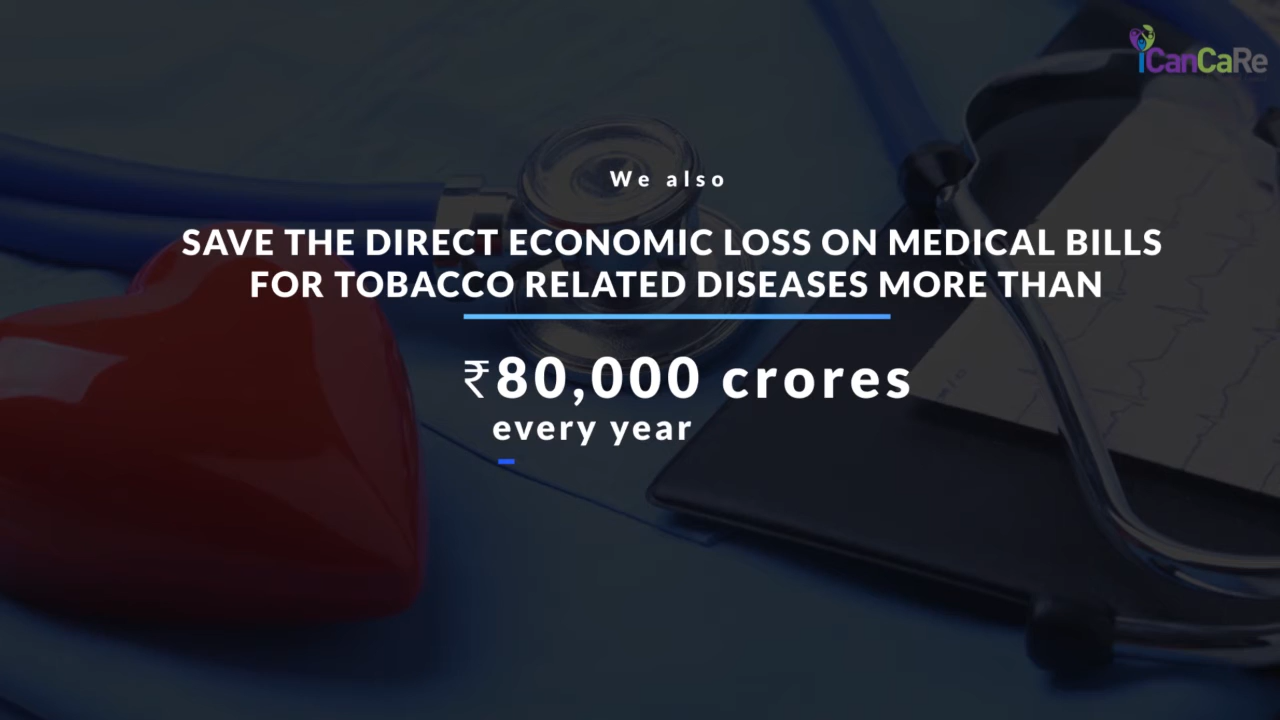 iCanCaRe
We also
SAVE THE DIRECT ECONOMIC LOSS ON MEDICAL BILLS
FOR TOBACCO RELATED DISEASES MORE THAN
₹80,000 crores
every year